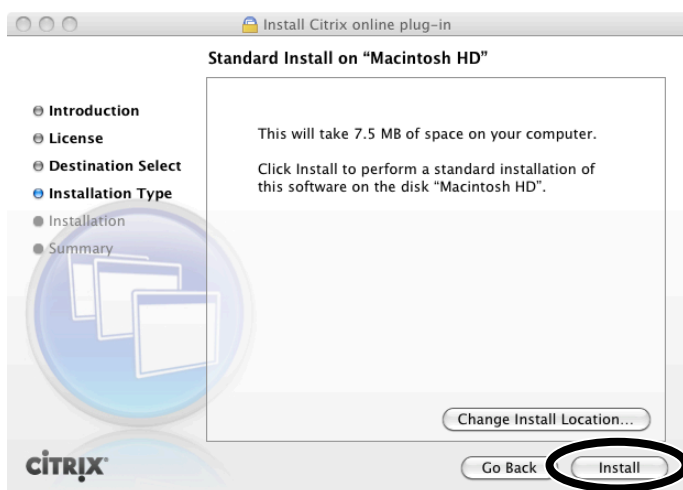 Install Citrix online plug-in
Standard Install on “Macintosh HD”
Introduction
License
Destination Select
Installation Type
Installation
Summary
This will take 7.5 MB of space on your computer.
Click Install to perform a standard installation of
this software on the disk “Macintosh HD”.
Change Install Location...
CITRIX
Go Back
Install